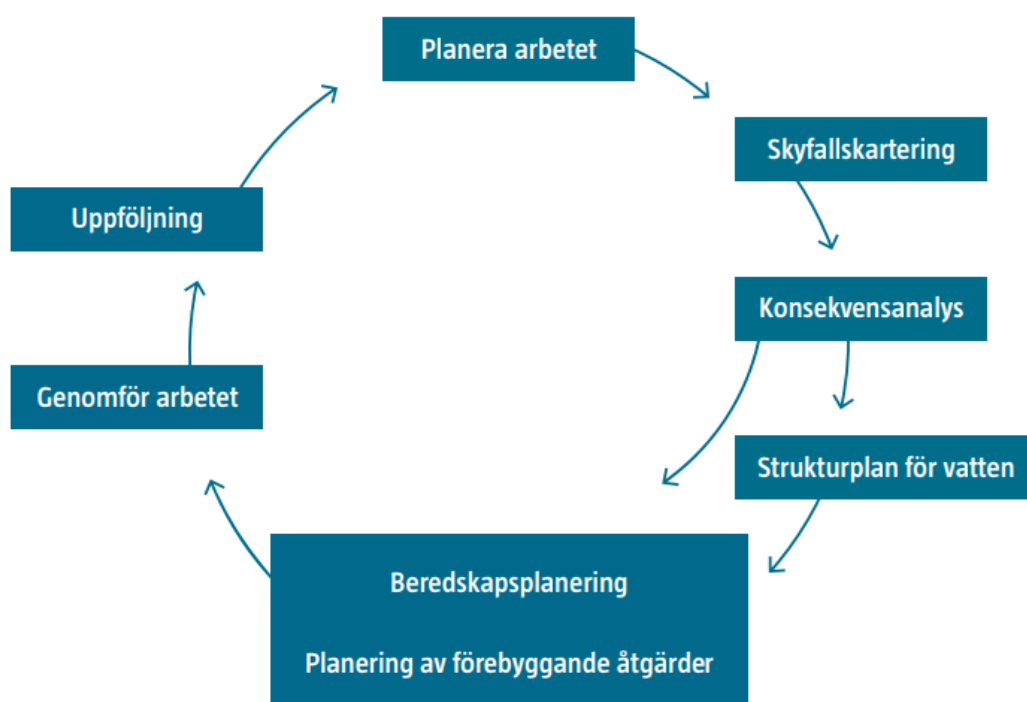 Planera arbetet
Skyfallskartering
Konsekvensanalys
Strukturplan för vatten
Beredskapsplanering
Planering av förebyggande åtgärder
Genomför arbetet
Uppföljning